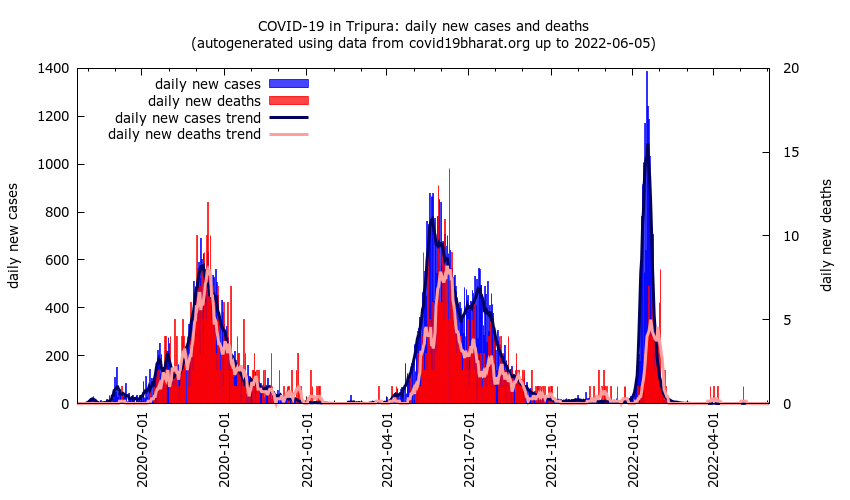 COVID-19 in Tripura: daily new cases and deaths
(autogenerated using data from covid19bharat.org up to 2022-06-05)
daily new cases
daily new deaths
daily new cases trend
daily new deaths trend
1400
1200
1000
800
600
400
200
0
20
15
10
5
0
daily new cases
daily new deaths
2020-07-01
2020-10-01
2021-01-01
2021-04-01
2021-07-01
2021-10-01
2022-01-01
2022-04-01